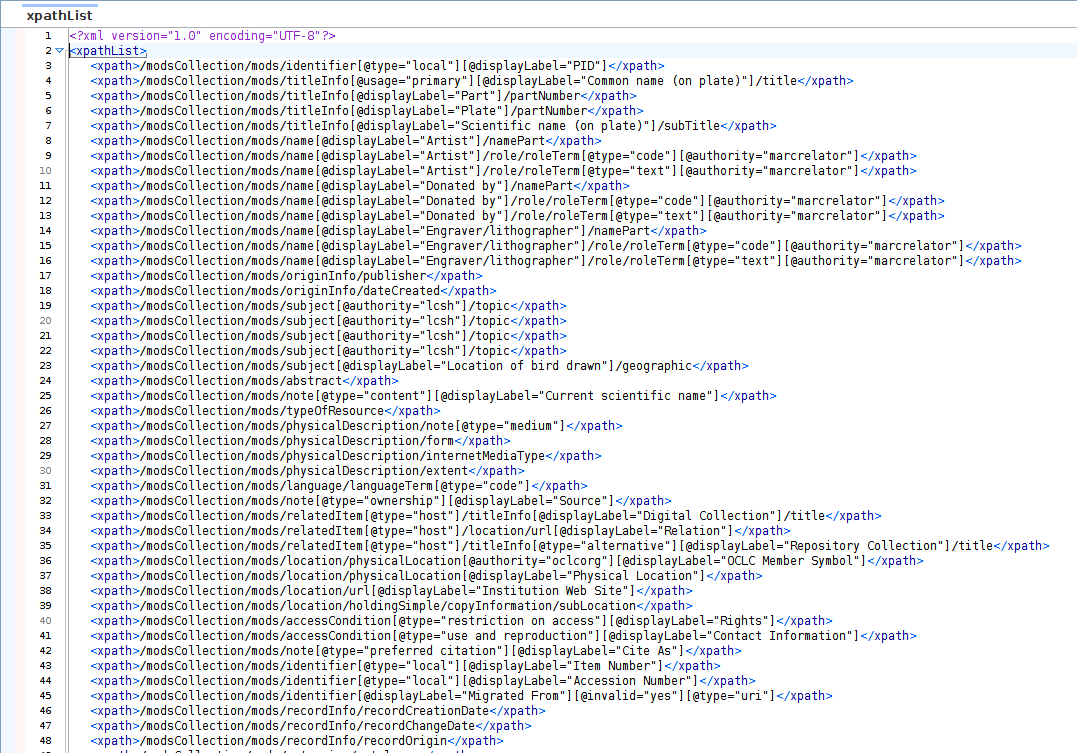 xpathList
1 <?xml version="1.0" encoding="UTF-8"?>
2 <xpathList>
3 <xpath>/modsCollection/mods/identifier[@type="local"][@displayLabel="PID"]</xpath>
4 <xpath>/modsCollection/mods/titleInfo[@usage="primary"][@displayLabel="Common name (on plate)"]/title</xpath>
5 <xpath>/modsCollection/mods/titleInfo[@displayLabel="Part"]/partNumber</xpath>
6 <xpath>/modsCollection/mods/titleInfo[@displayLabel="Plate"]/partNumber</xpath>
7 <xpath>/modsCollection/mods/titleInfo[@displayLabel="Scientific name (on plate)"]/subTitle</xpath>
8 <xpath>/modsCollection/mods/name[@displayLabel="Artist"]/namePart</xpath>
9 <xpath>/modsCollection/mods/name[@displayLabel="Artist"]/role/roleTerm[@type="code"][@authority="marcrelator"]</xpath>
10 <xpath>/modsCollection/mods/name[@displayLabel="Artist"]/role/roleTerm[@type="text"][@authority="marcrelator"]</xpath>
11 <xpath>/modsCollection/mods/name[@displayLabel="Donated by"]/namePart</xpath>
12 <xpath>/modsCollection/mods/name[@displayLabel="Donated by"]/role/roleTerm[@type="code"][@authority="marcrelator"]</xpath>
13 <xpath>/modsCollection/mods/name[@displayLabel="Donated by"]/role/roleTerm[@type="text"][@authority="marcrelator"]</xpath>
14 <xpath>/modsCollection/mods/name[@displayLabel="Engraver/lithographer"]/namePart</xpath>
15 <xpath>/modsCollection/mods/name[@displayLabel="Engraver/lithographer"]/role/roleTerm[@type="code"][@authority="marcrelator"]</xpath>
16 <xpath>/modsCollection/mods/name[@displayLabel="Engraver/lithographer"]/role/roleTerm[@type="text"][@authority="marcrelator"]</xpath>
17 <xpath>/modsCollection/mods/originInfo/publisher</xpath>
18 <xpath>/modsCollection/mods/originInfo/dateCreated</xpath>
19 <xpath>/modsCollection/mods/subject[@authority="lcsh"]/topic</xpath>
20 <xpath>/modsCollection/mods/subject[@authority="lcsh"]/topic</xpath>
21 <xpath>/modsCollection/mods/subject[@authority="lcsh"]/topic</xpath>
22 <xpath>/modsCollection/mods/subject[@authority="lcsh"]/topic</xpath>
23 <xpath>/modsCollection/mods/subject[@displayLabel="Location of bird drawn"]/geographic</xpath>
24 <xpath>/modsCollection/mods/abstract</xpath>
25 <xpath>/modsCollection/mods/note[@type="content"][@displayLabel="Current scientific name"]</xpath>
26 <xpath>/modsCollection/mods/typeOfResource</xpath>
27 <xpath>/modsCollection/mods/physicalDescription/note[@type="medium"]</xpath>
28 <xpath>/modsCollection/mods/physicalDescription/form</xpath>
29 <xpath>/modsCollection/mods/physicalDescription/internetMediaType</xpath>
30 <xpath>/modsCollection/mods/physicalDescription/extent</xpath>
31 <xpath>/modsCollection/mods/language/languageTerm[@type="code"]</xpath>
32 <xpath>/modsCollection/mods/note[@type="ownership"][@displayLabel="Source"]</xpath>
33 <xpath>/modsCollection/mods/relatedItem[@type="host"]/titleInfo[@displayLabel="Digital Collection"]/title</xpath>
34 <xpath>/modsCollection/mods/relatedItem[@type="host"]/location/url[@displayLabel="Relation"]</xpath>
35 <xpath>/modsCollection/mods/relatedItem[@type="host"]/titleInfo[@type="alternative"][@displayLabel="Repository Collection"]/title</xpath>
36 <xpath>/modsCollection/mods/location/physicalLocation[@authority="oclcorg"][@displayLabel="OCLC Member Symbol"]</xpath>
37 <xpath>/modsCollection/mods/location/physicalLocation[@displayLabel="Physical Location"]</xpath>
38 <xpath>/modsCollection/mods/location/url[@displayLabel="Institution Web Site"]</xpath>
39 <xpath>/modsCollection/mods/location/holdingSimple/copyInformation/subLocation</xpath>
40 <xpath>/modsCollection/mods/accessCondition[@type="restriction on access"][@displayLabel="Rights"]</xpath>
41 <xpath>/modsCollection/mods/accessCondition[@type="use and reproduction"][@displayLabel="Contact Information"]</xpath>
42 <xpath>/modsCollection/mods/note[@type="preferred citation"][@displayLabel="Cite As"]</xpath>
43 <xpath>/modsCollection/mods/identifier[@type="local"][@displayLabel="Item Number"]</xpath>
44 <xpath>/modsCollection/mods/identifier[@type="local"][@displayLabel="Accession Number"]</xpath>
45 <xpath>/modsCollection/mods/identifier[@displayLabel="Migrated From"][@invalid="yes"][@type="uri"]</xpath>
46 <xpath>/modsCollection/mods/recordInfo/recordCreationDate</xpath>
47 <xpath>/modsCollection/mods/recordInfo/recordChangeDate</xpath>
48 <xpath>/modsCollection/mods/recordInfo/recordOrigin</xpath>